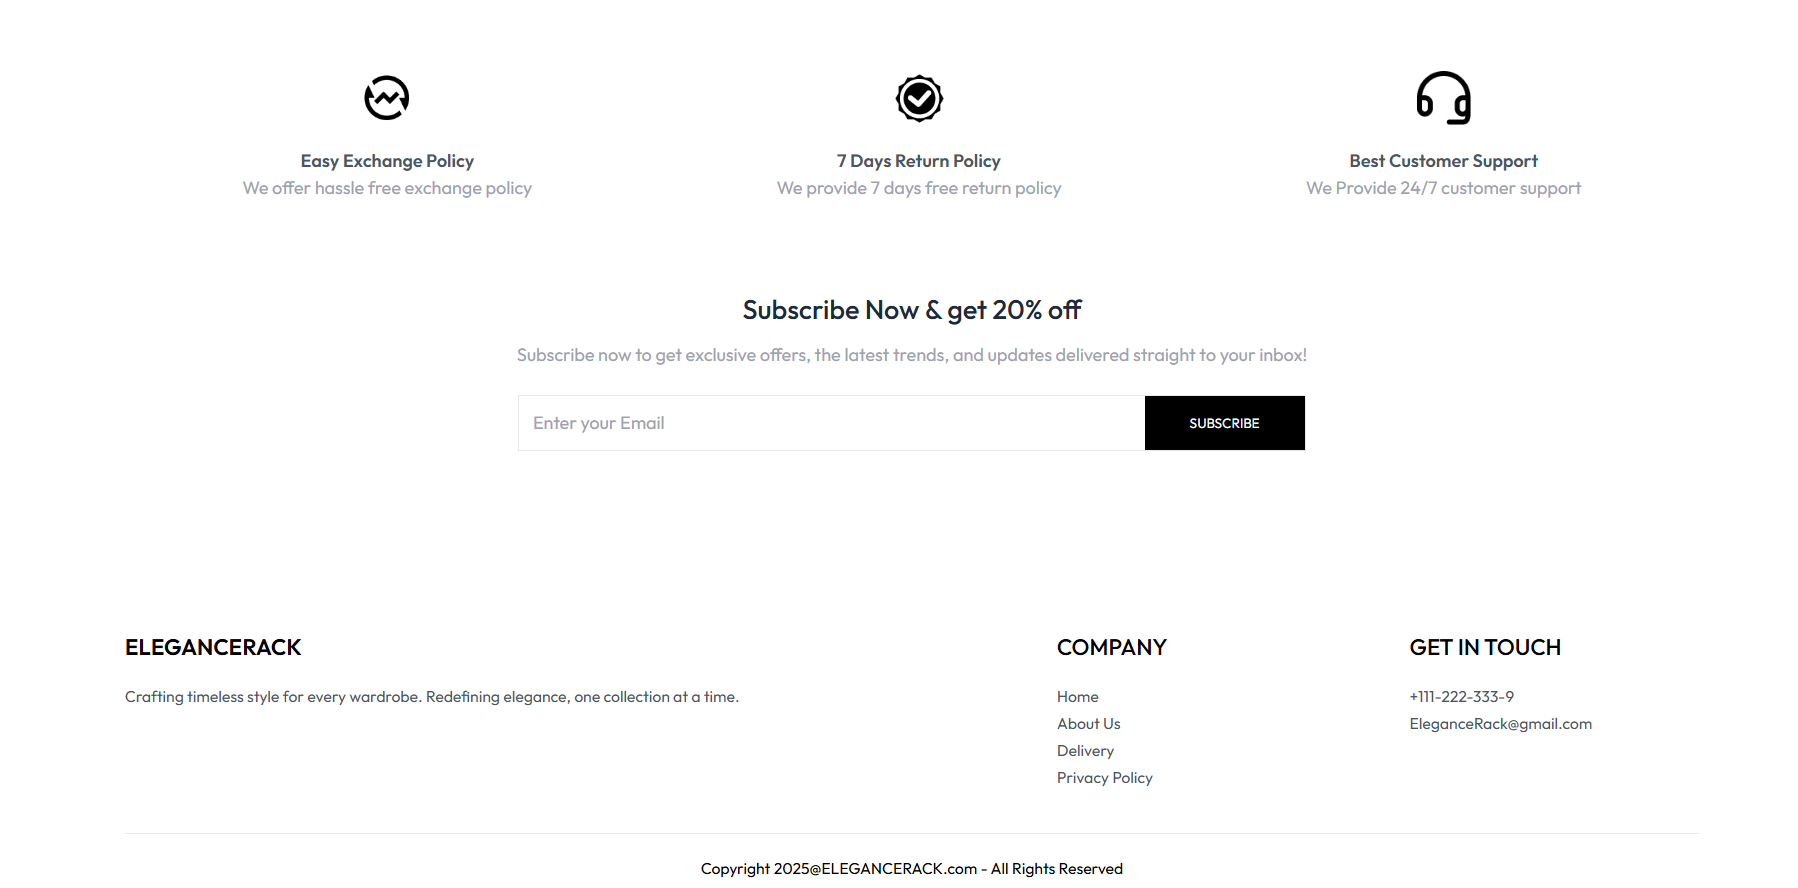 Easy Exchange Policy
We offer hassle free exchange policy
7 Days Return Policy
We provide 7 days free return policy
Best Customer Support
We Provide 24/7 customer support
Subscribe Now & get 20% off
Subscribe now to get exclusive offers, the latest trends, and updates delivered straight to your inbox!
Enter your Email
SUBSCRIBE
ELEGANCERACK
Crafting timeless style for every wardrobe. Redefining elegance, one collection at a time.
COMPANY
Home
About Us
Delivery
Privacy Policy
GET IN TOUCH
+111-222-333-9
EleganceRack@gmail.com
Copyright 2025@ELEGANCERACK.com - All Rights Reserved